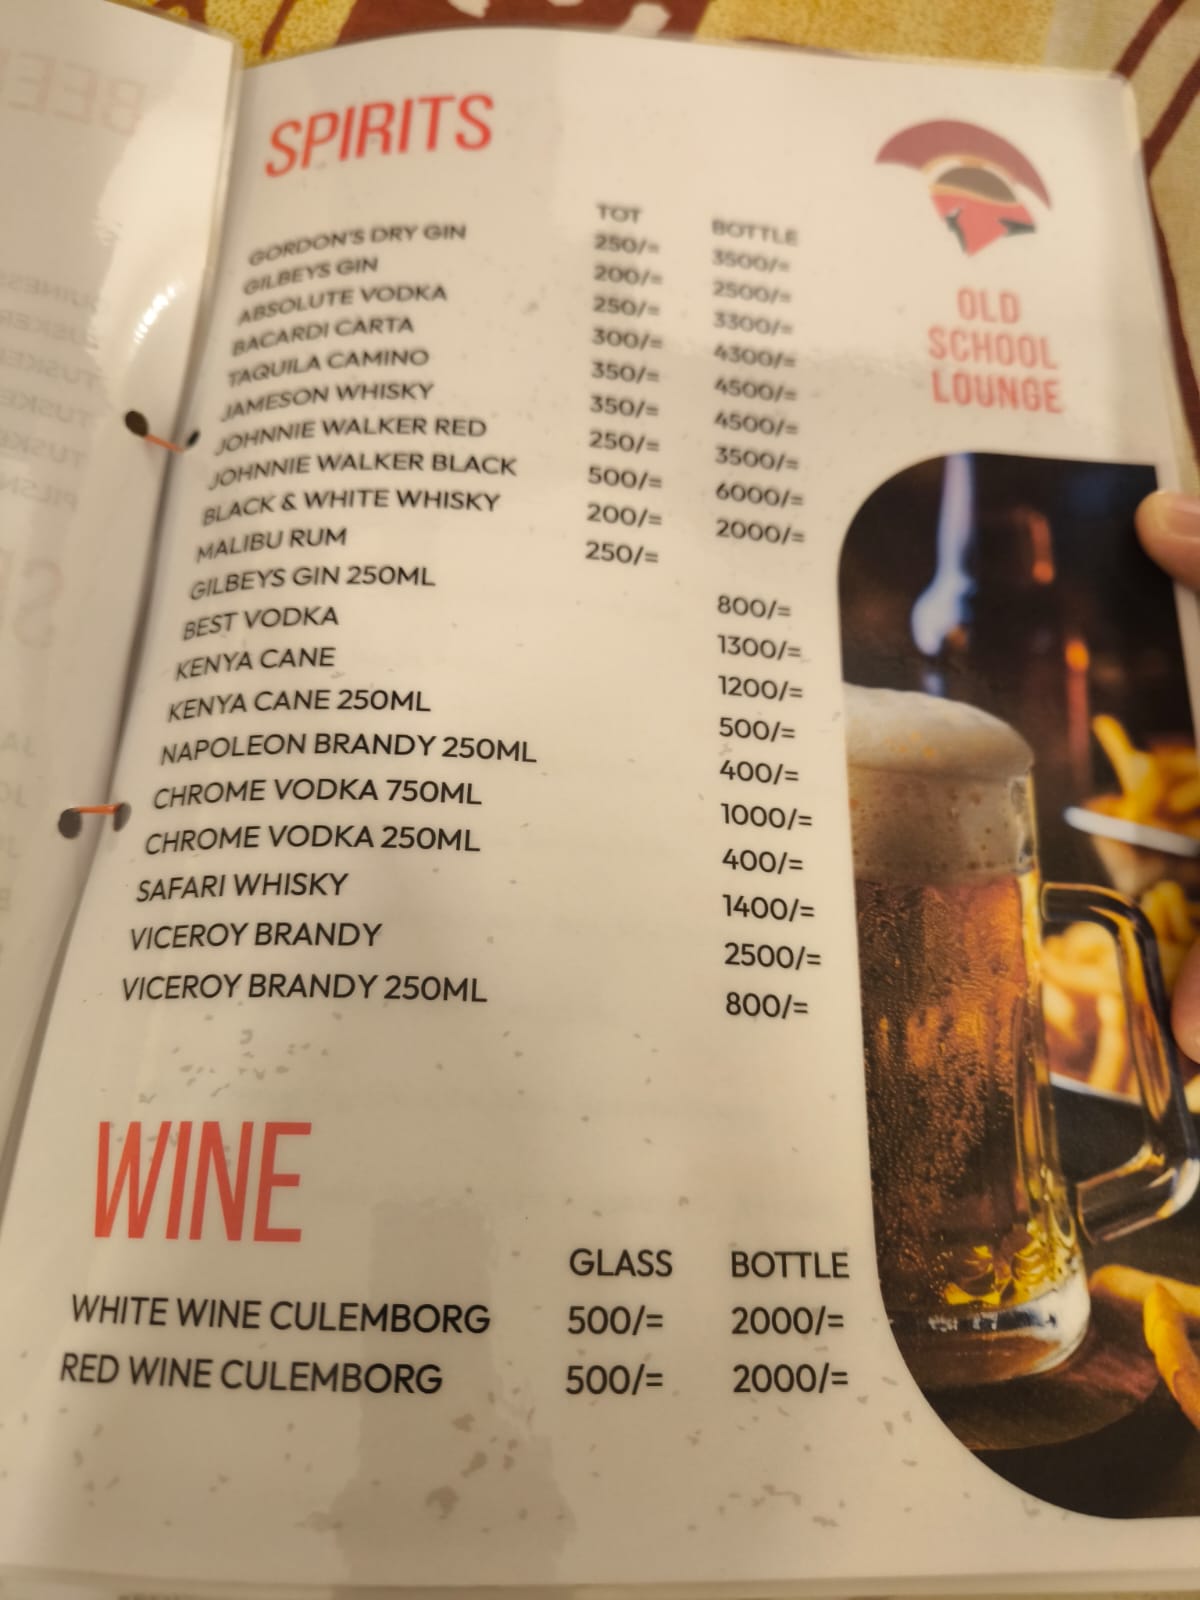 SPIRITS
TOT BOTTLE
GORDON'S DRY GIN 250/= 3500/=
GILBEYS GIN 200/= 2500/=
ABSOLUTE VODKA 250/= 3300/=
BACARDI CARTA 300/= 4300/=
TAQUILA CAMINO 350/= 4500/=
JAMESON WHISKY 350/= 4500/=
JOHNNIE WALKER RED 250/= 3500/=
JOHNNIE WALKER BLACK 500/= 6000/=
BLACK & WHITE WHISKY 200/= 2000/=
MALIBU RUM 250/=
GILBEYS GIN 250ML 800/=
BEST VODKA 1300/=
KENYA CANE 1200/=
KENYA CANE 250ML 500/=
NAPOLEON BRANDY 250ML 400/=
CHROME VODKA 750ML 1000/=
CHROME VODKA 250ML 400/=
SAFARI WHISKY 1400/=
VICEROY BRANDY 2500/=
VICEROY BRANDY 250ML 800/=
WINE
GLASS BOTTLE
WHITE WINE CULEMBORG 500/= 2000/=
RED WINE CULEMBORG 500/= 2000/=
OLD
SCHOOL
LOUNGE